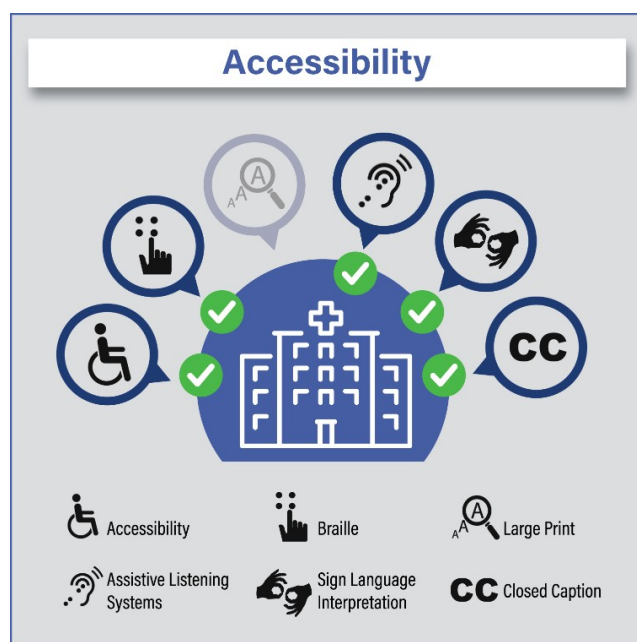 Accessibility
A A A
CC
Accessibility
Braille
A A A
Large Print
Assistive Listening
Systems
Sign Language
Interpretation
CC
Closed Caption